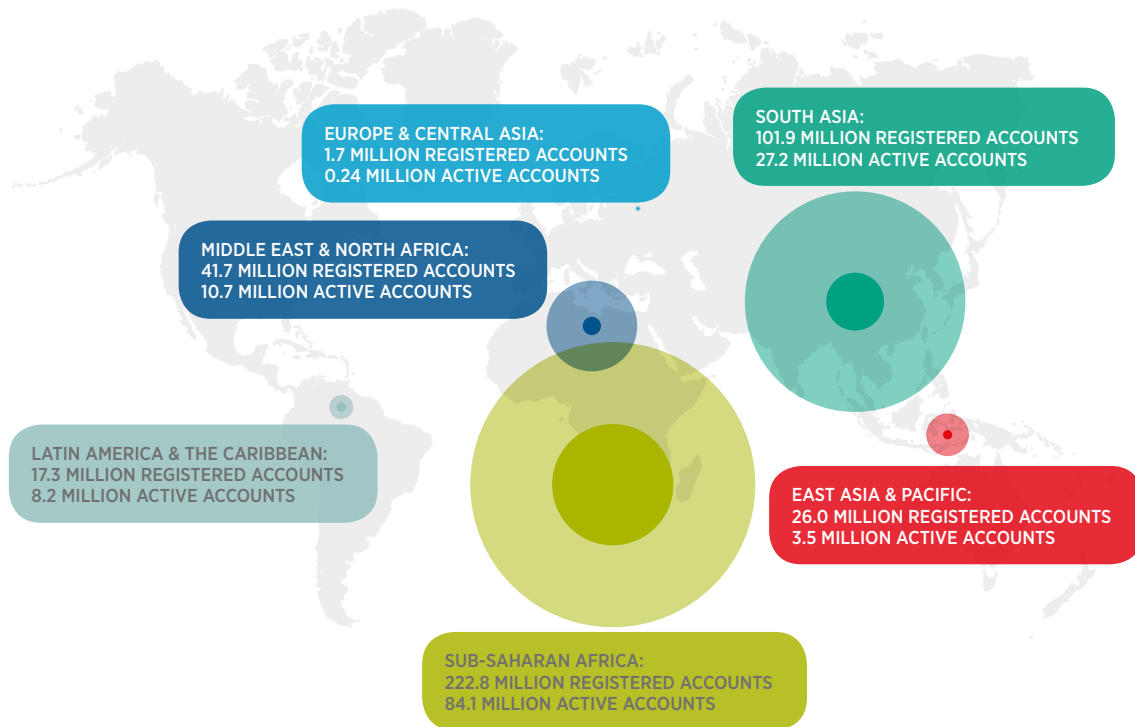 EUROPE & CENTRAL ASIA:
1.7 MILLION REGISTERED ACCOUNTS
0.24 MILLION ACTIVE ACCOUNTS
SOUTH ASIA:
101.9 MILLION REGISTERED ACCOUNTS
27.2 MILLION ACTIVE ACCOUNTS
MIDDLE EAST & NORTH AFRICA:
41.7 MILLION REGISTERED ACCOUNTS
10.7 MILLION ACTIVE ACCOUNTS
LATIN AMERICA & THE CARIBBEAN:
17.3 MILLION REGISTERED ACCOUNTS
8.2 MILLION ACTIVE ACCOUNTS
EAST ASIA & PACIFIC:
26.0 MILLION REGISTERED ACCOUNTS
3.5 MILLION ACTIVE ACCOUNTS
SUB-SAHARAN AFRICA:
222.8 MILLION REGISTERED ACCOUNTS
84.1 MILLION ACTIVE ACCOUNTS